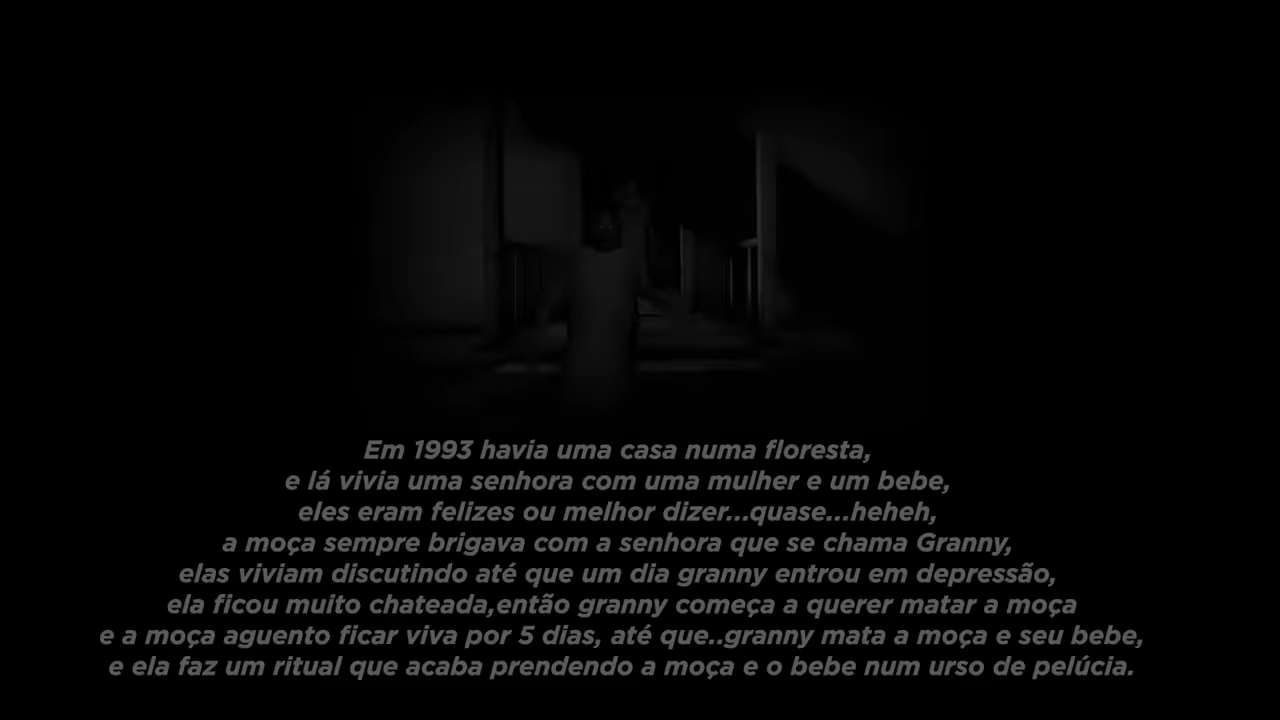 Em 1993 havia uma casa numa floresta,
e lá vivia uma senhora com uma mulher e um bebe,
eles eram felizes ou melhor dizer...quase...heheh,
a moça sempre brigava com a senhora que se chama Granny,
elas viviam discutindo até que um dia granny entrou em depressão,
ela ficou muito chateada,então granny começa a querer matar a moça
e a moça aguento ficar viva por 5 dias, até que..granny mata a moça e seu bebe,
e ela faz um ritual que acaba prendendo a moça e o bebe num urso de pelúcia.